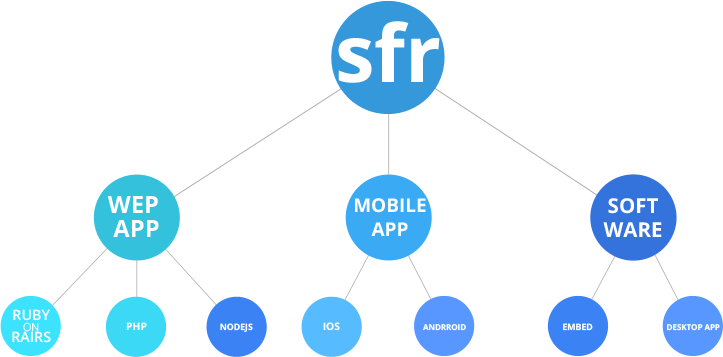 sfr
WEP
APP
MOBILE
APP
SOFT
WARE
RUBY
ON
RAIRS
PHP
NODEJS
IOS
ANDRROID
EMBED
DESKTOP APP